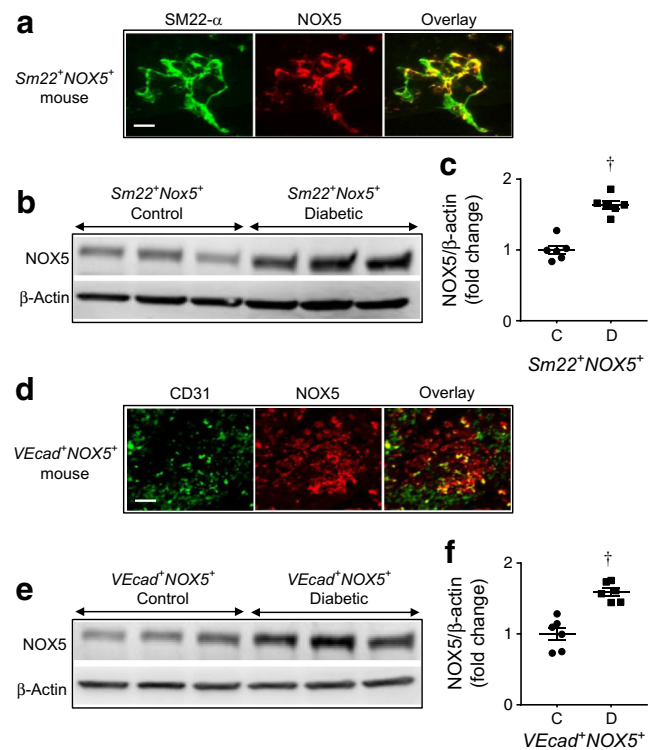 a
SM22-α NOX5 Overlay
Sm22⁺NOX5⁺
mouse
b
Sm22⁺Nox5⁺ Sm22⁺Nox5⁺
Control Diabetic
NOX5
β-Actin
c
NOX5/β-actin
(fold change)
2
1
0
†
C D
Sm22⁺NOX5⁺
d
CD31 NOX5 Overlay
VEcad⁺NOX5⁺
mouse
e
VEcad⁺NOX5⁺ VEcad⁺NOX5⁺
Control Diabetic
NOX5
β-Actin
f
NOX5/β-actin
(fold change)
2
1
0
†
C D
VEcad⁺NOX5⁺